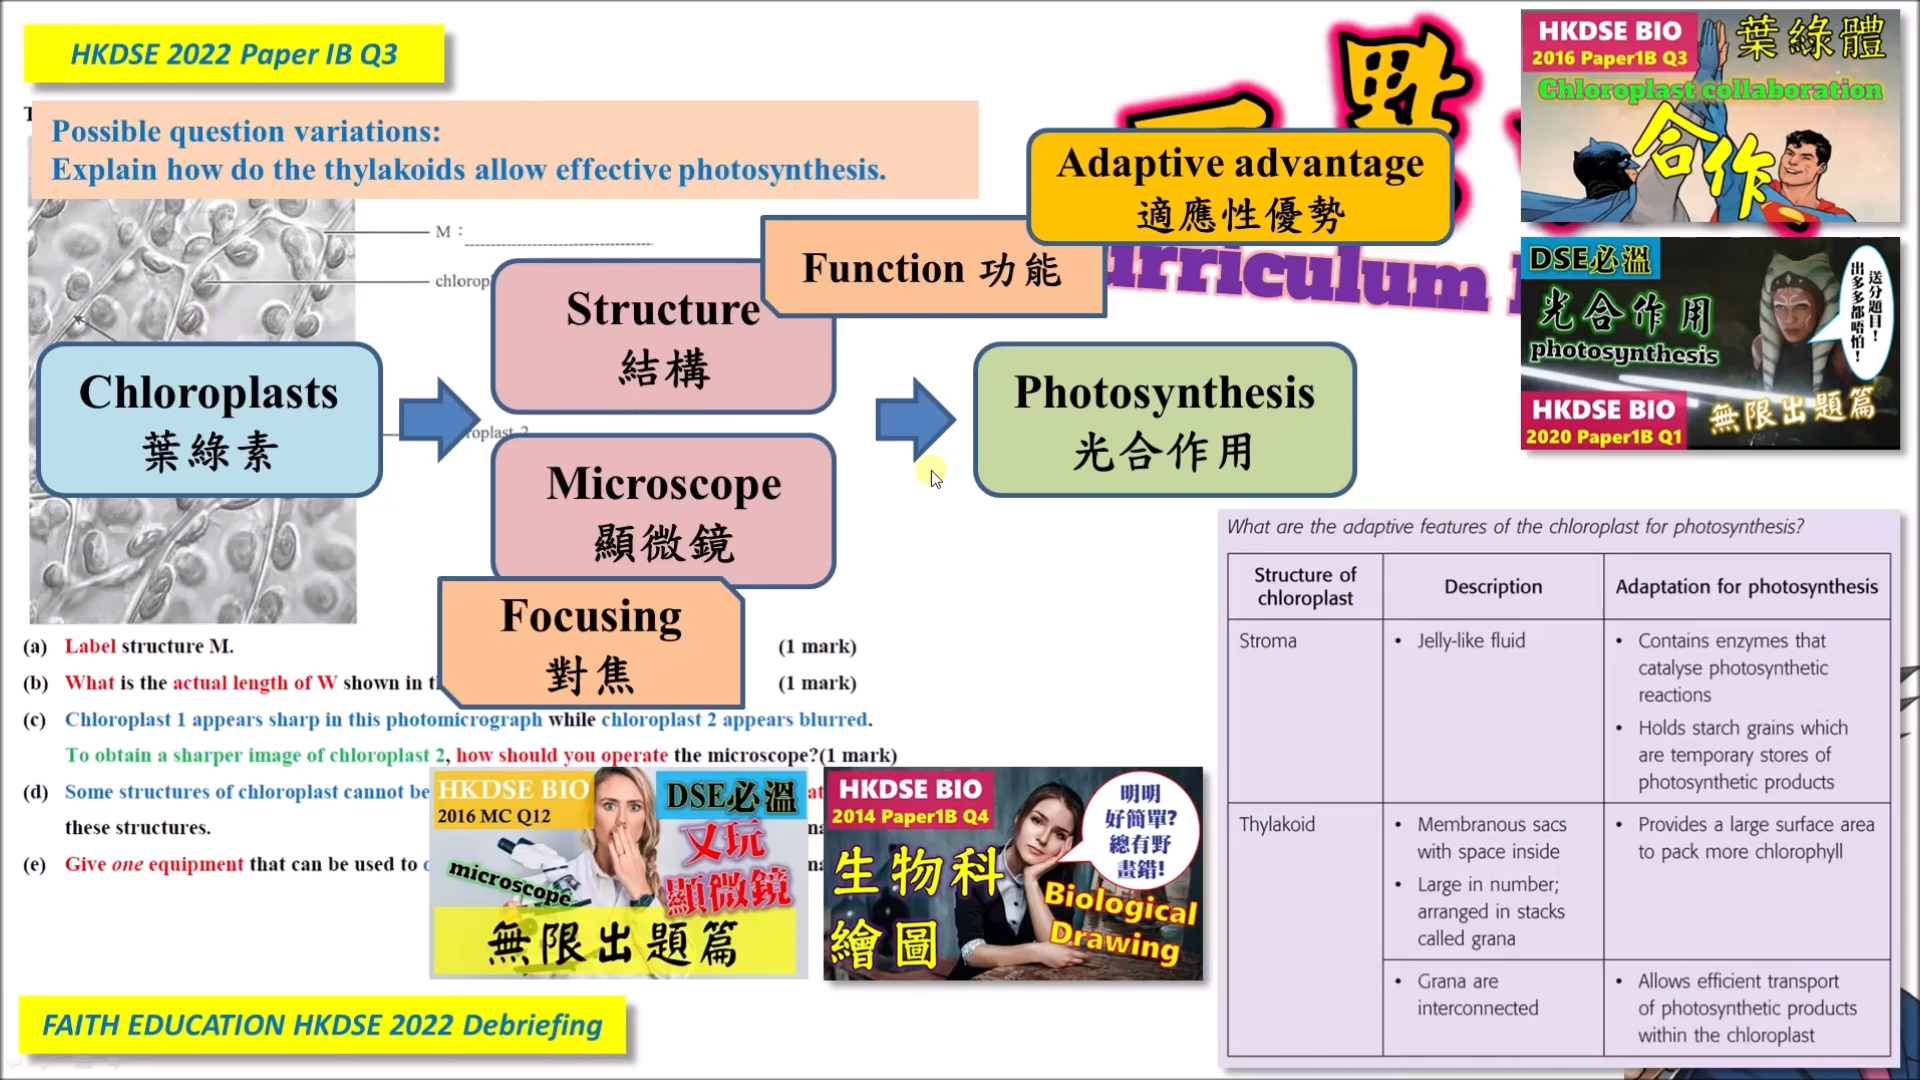 HKDSE 2022 Paper IB Q3
Possible question variations:
Explain how do the thylakoids allow effective photosynthesis.
M :
Adaptive advantage
適應性優勢
Function 功能
Structure
結構
Chloroplasts
葉綠素
Microscope
顯微鏡
Focusing
對焦
Photosynthesis
光合作用
(a) Label structure M. (1 mark)
(b) What is the actual length of W shown in (1 mark)
(c) Chloroplast 1 appears sharp in this photomicrograph while chloroplast 2 appears blurred.
To obtain a sharper image of chloroplast 2, how should you operate the microscope?(1 mark)
(d) Some structures of chloroplast cannot be
these structures.
(e) Give one equipment that can be used to
HKDSE BIO
2016 MC Q12
DSE必溫
又玩
顯微鏡
microscope
無限出題篇
HKDSE BIO
2014 Paper1B Q4
明明
好簡單?
總有野
畫錯!
生物科
繪圖
Biological
Drawing
FAITH EDUCATION HKDSE 2022 Debriefing
HKDSE BIO
2016 Paper1B Q3
葉綠體
Chloroplast collaboration
合作
DSE必溫
光合作用
photosynthesis
送分題目!
出多多都唔怕!
HKDSE BIO
2020 Paper1B Q1
無限出題篇
What are the adaptive features of the chloroplast for photosynthesis?
Structure of
chloroplast
Description
Adaptation for photosynthesis
Stroma
• Jelly-like fluid
• Contains enzymes that
catalyse photosynthetic
reactions
• Holds starch grains which
are temporary stores of
photosynthetic products
Thylakoid
• Membranous sacs
with space inside
• Large in number;
arranged in stacks
called grana
• Provides a large surface area
to pack more chlorophyll
• Grana are
interconnected
• Allows efficient transport
of photosynthetic products
within the chloroplast